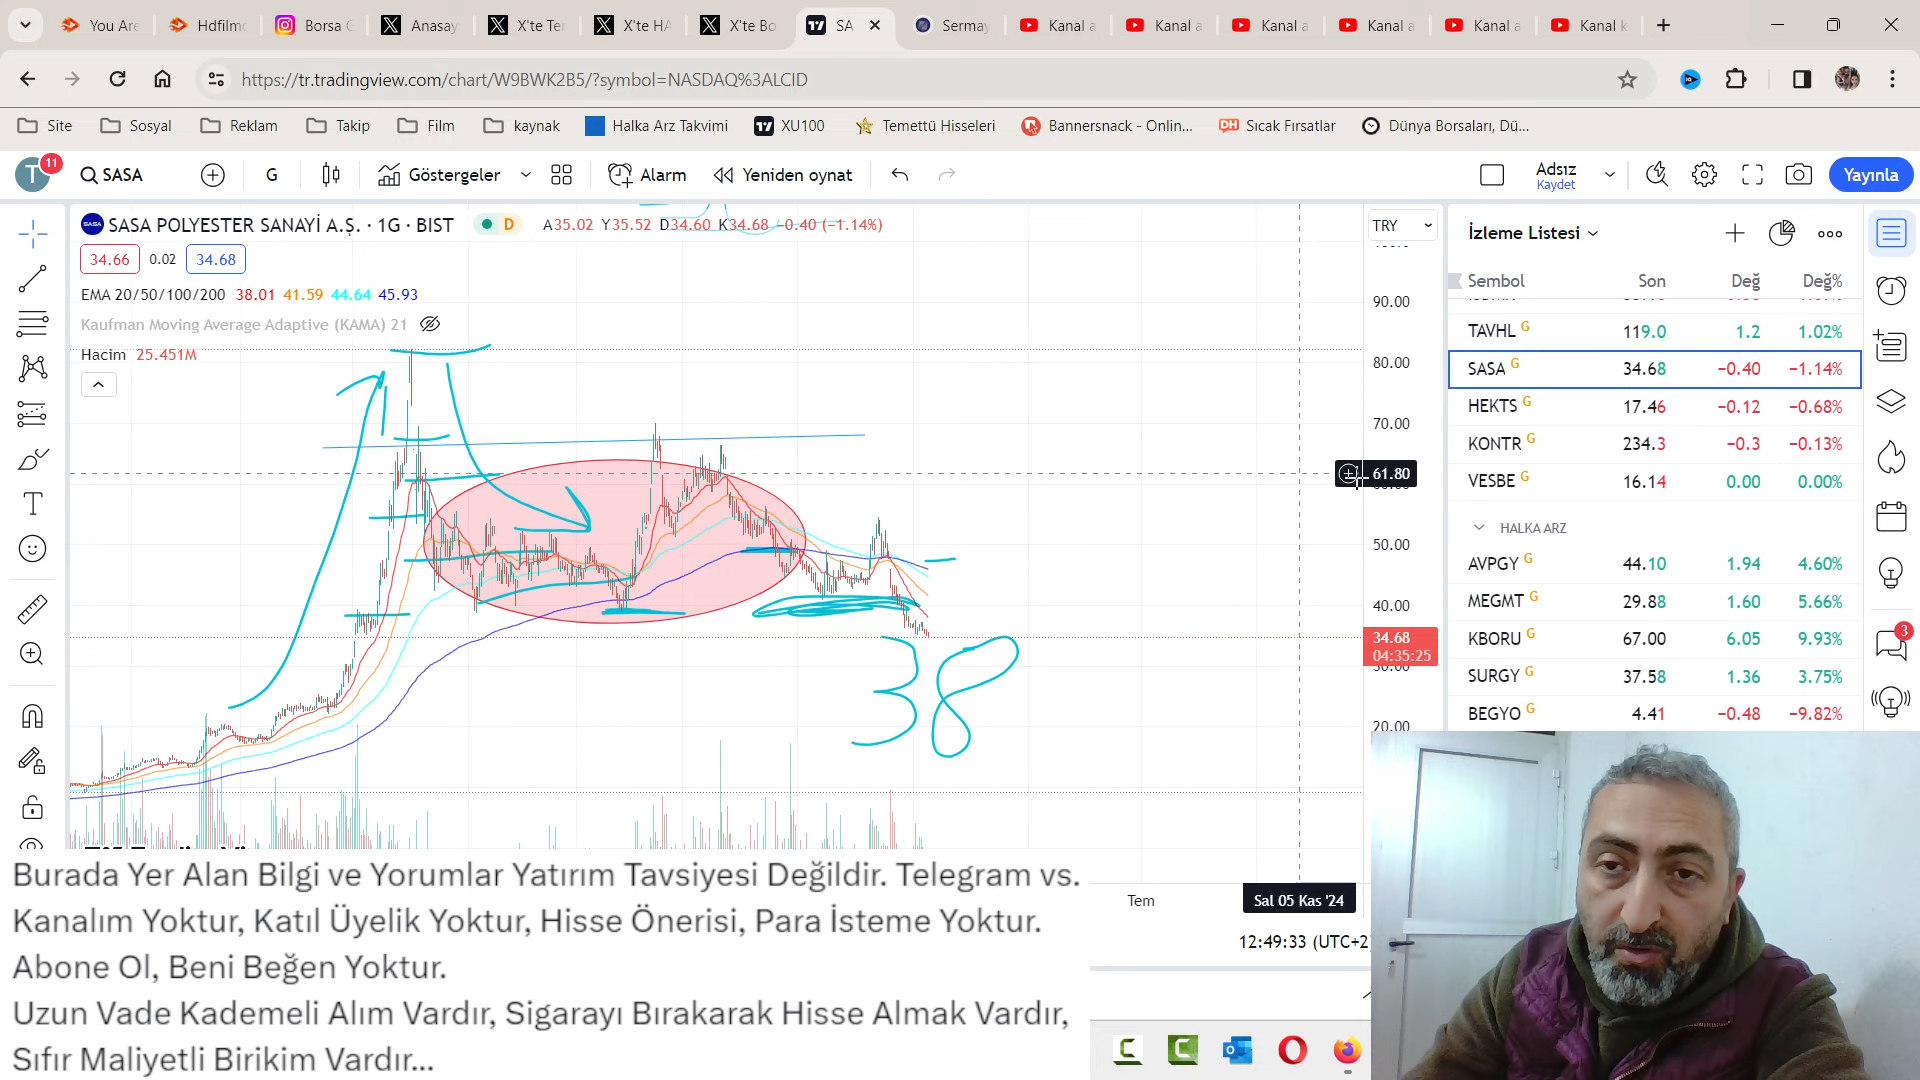 You Are
Hdfilmc
Borsa G
Anasay
X'te Ter
X'te HA
X'te Bo
SA
Sermay
Kanal a
Kanal a
Kanal a
Kanal a
Kanal a
Kanal k
https://tr.tradingview.com/chart/W9BWK2B5/?symbol=NASDAQ%3ALCID
Site
Sosyal
Reklam
Takip
Film
kaynak
Halka Arz Takvimi
XU100
Temettü Hisseleri
Bannersnack - Onlin...
Sıcak Fırsatlar
Dünya Borsaları, Dü...
T 11
SASA
G
Göstergeler
Alarm
Yeniden oynat
Adsız
Kaydet
Yayınla
SASA POLYESTER SANAYİ A.Ş. · 1G · BIST
D
A35.02 Y35.52 D34.60 K34.68 −0.40 (−1.14%)
TRY
34.66 0.02 34.68
EMA 20/50/100/200 38.01 41.59 44.64 45.93
Kaufman Moving Average Adaptive (KAMA) 21
Hacim 25.451M
90.00
80.00
70.00
61.80
50.00
40.00
34.68
04:35:25
30.00
20.00
38
Tem
Sal 05 Kas '24
12:49:33 (UTC+2
İzleme Listesi
Sembol Son Değ Değ%
TAVHL G 119.0 1.2 1.02%
SASA G 34.68 −0.40 −1.14%
HEKTS G 17.46 −0.12 −0.68%
KONTR G 234.3 −0.3 −0.13%
VESBE G 16.14 0.00 0.00%
HALKA ARZ
AVPGY G 44.10 1.94 4.60%
MEGMT G 29.88 1.60 5.66%
KBORU G 67.00 6.05 9.93%
SURGY G 37.58 1.36 3.75%
BEGYO G 4.41 −0.48 −9.82%
3
Burada Yer Alan Bilgi ve Yorumlar Yatırım Tavsiyesi Değildir. Telegram vs.
Kanalım Yoktur, Katıl Üyelik Yoktur, Hisse Önerisi, Para İsteme Yoktur.
Abone Ol, Beni Beğen Yoktur.
Uzun Vade Kademeli Alım Vardır, Sigarayı Bırakarak Hisse Almak Vardır,
Sıfır Maliyetli Birikim Vardır...